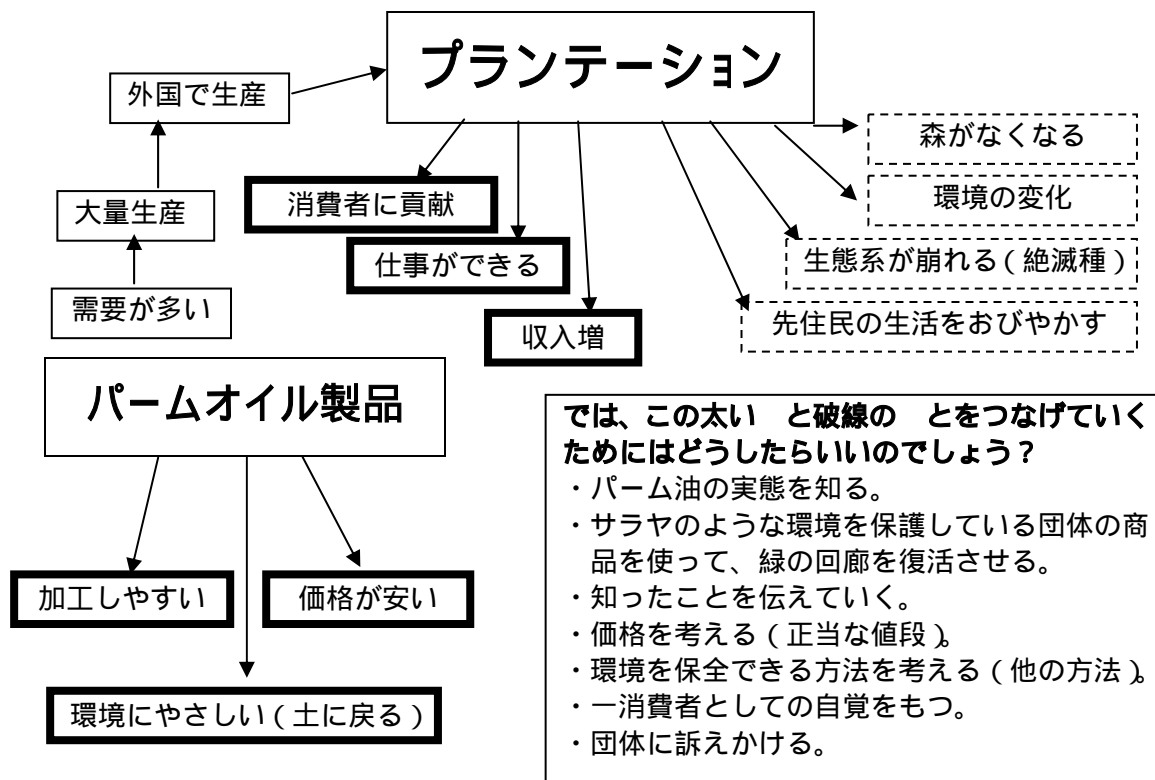 プランテーション
外国で生産
大量生産
需要が多い
消費者に貢献
仕事ができる
収入増
森がなくなる
環境の変化
生態系が崩れる（絶滅種）
先住民の生活をおびやかす
パームオイル製品
加工しやすい
価格が安い
環境にやさしい（土に戻る）
では、この太い　と破線の　とをつなげていく
ためにはどうしたらいいのでしょう？
・パーム油の実態を知る。
・サラヤのような環境を保護している団体の商
品を使って、緑の回廊を復活させる。
・知ったことを伝えていく。
・価格を考える（正当な値段）。
・環境を保全できる方法を考える（他の方法）。
・一消費者としての自覚をもつ。
・団体に訴えかける。